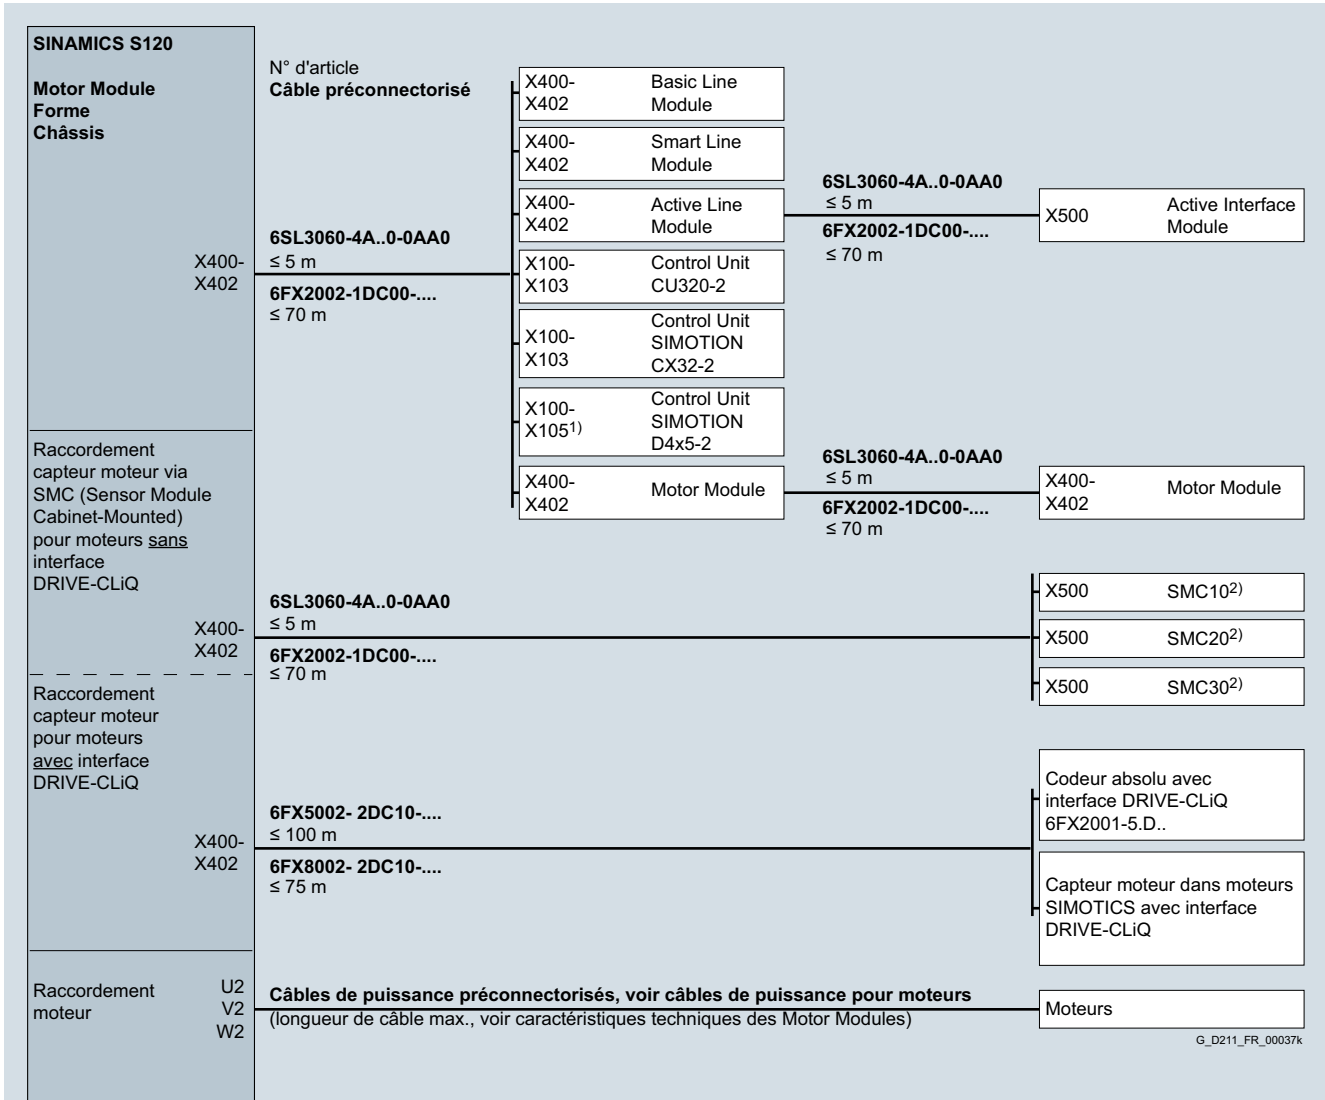 SINAMICS S120
Motor Module
Forme
Châssis
X400-
X402
N° d'article
Câble préconnectorisé
6SL3060-4A..0-0AA0
≤ 5 m
6FX2002-1DC00-....
≤ 70 m
X400- Basic Line
X402 Module
X400- Smart Line
X402 Module
X400- Active Line
X402 Module
6SL3060-4A..0-0AA0
≤ 5 m
6FX2002-1DC00-....
≤ 70 m
X500 Active Interface
Module
X100- Control Unit
X103 CU320-2
Control Unit
X100- SIMOTION
X103 CX32-2
Control Unit
X100- SIMOTION
X1051) D4x5-2
X400- Motor Module
X402
6SL3060-4A..0-0AA0
≤ 5 m
6FX2002-1DC00-....
≤ 70 m
X400- Motor Module
X402
Raccordement
capteur moteur via
SMC (Sensor Module
Cabinet-Mounted)
pour moteurs sans
interface
DRIVE-CLiQ
X400-
X402
6SL3060-4A..0-0AA0
≤ 5 m
6FX2002-1DC00-....
≤ 70 m
X500 SMC102)
X500 SMC202)
X500 SMC302)
Raccordement
capteur moteur
pour moteurs
avec interface
DRIVE-CLiQ
X400-
X402
6FX5002- 2DC10-....
≤ 100 m
6FX8002- 2DC10-....
≤ 75 m
Codeur absolu avec
interface DRIVE-CLiQ
6FX2001-5.D..
Capteur moteur dans moteurs
SIMOTICS avec interface
DRIVE-CLiQ
Raccordement
moteur
U2
V2
W2
Câbles de puissance préconnectorisés, voir câbles de puissance pour moteurs
(longueur de câble max., voir caractéristiques techniques des Motor Modules)
Moteurs
G_D211_FR_00037k